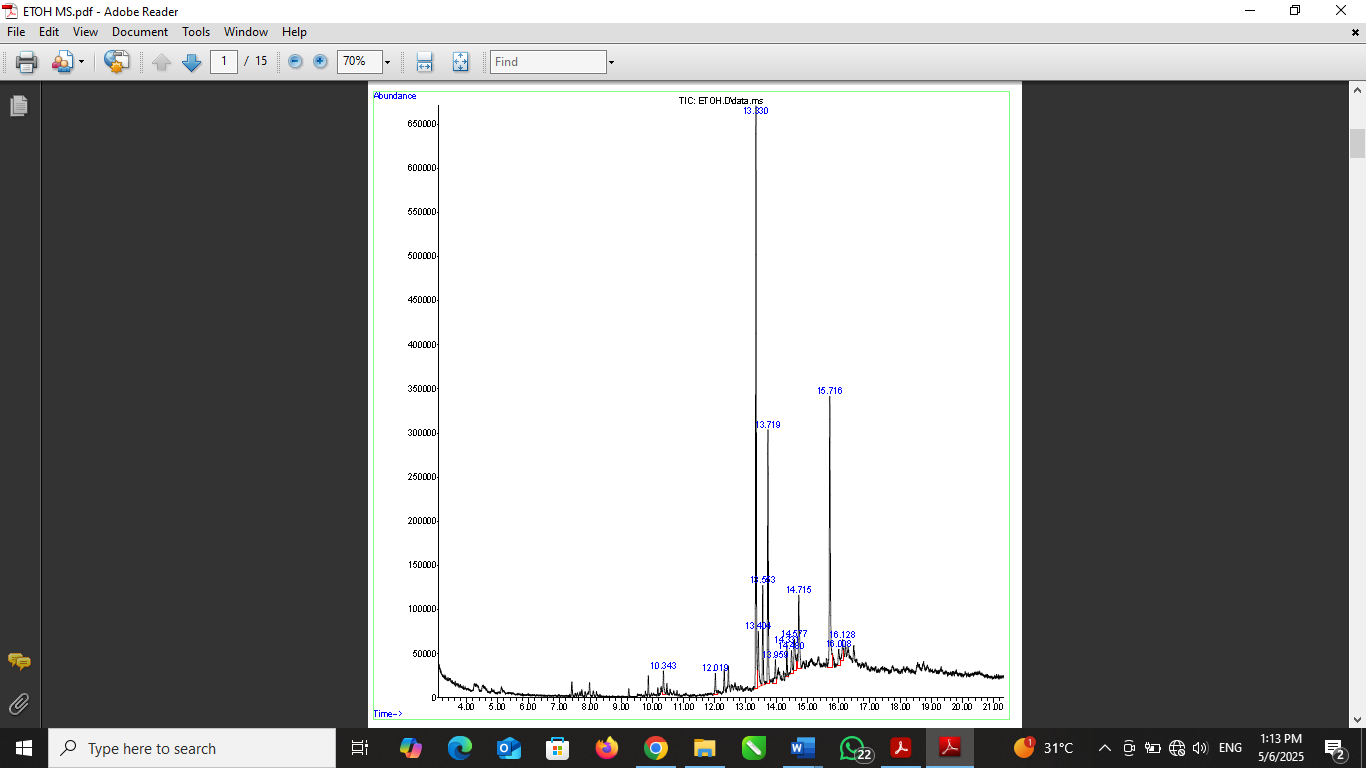 ETOH MS.pdf - Adobe Reader
File Edit View Document Tools Window Help
1 / 15 70% Find
Abundance
TIC: ETOH.D\data.ms
13.330
650000
600000
550000
500000
450000
400000
350000
300000
250000
200000
150000
100000
50000
0
15.716
13.719
13.563
14.715
13.404
14.577
16.128
14.480
16.008
13.959
10.343
12.019
4.00 5.00 6.00 7.00 8.00 9.00 10.00 11.00 12.00 13.00 14.00 15.00 16.00 17.00 18.00 19.00 20.00 21.00
Time-->
Type here to search
22
1
31°C
ENG
1:13 PM
5/6/2025
2